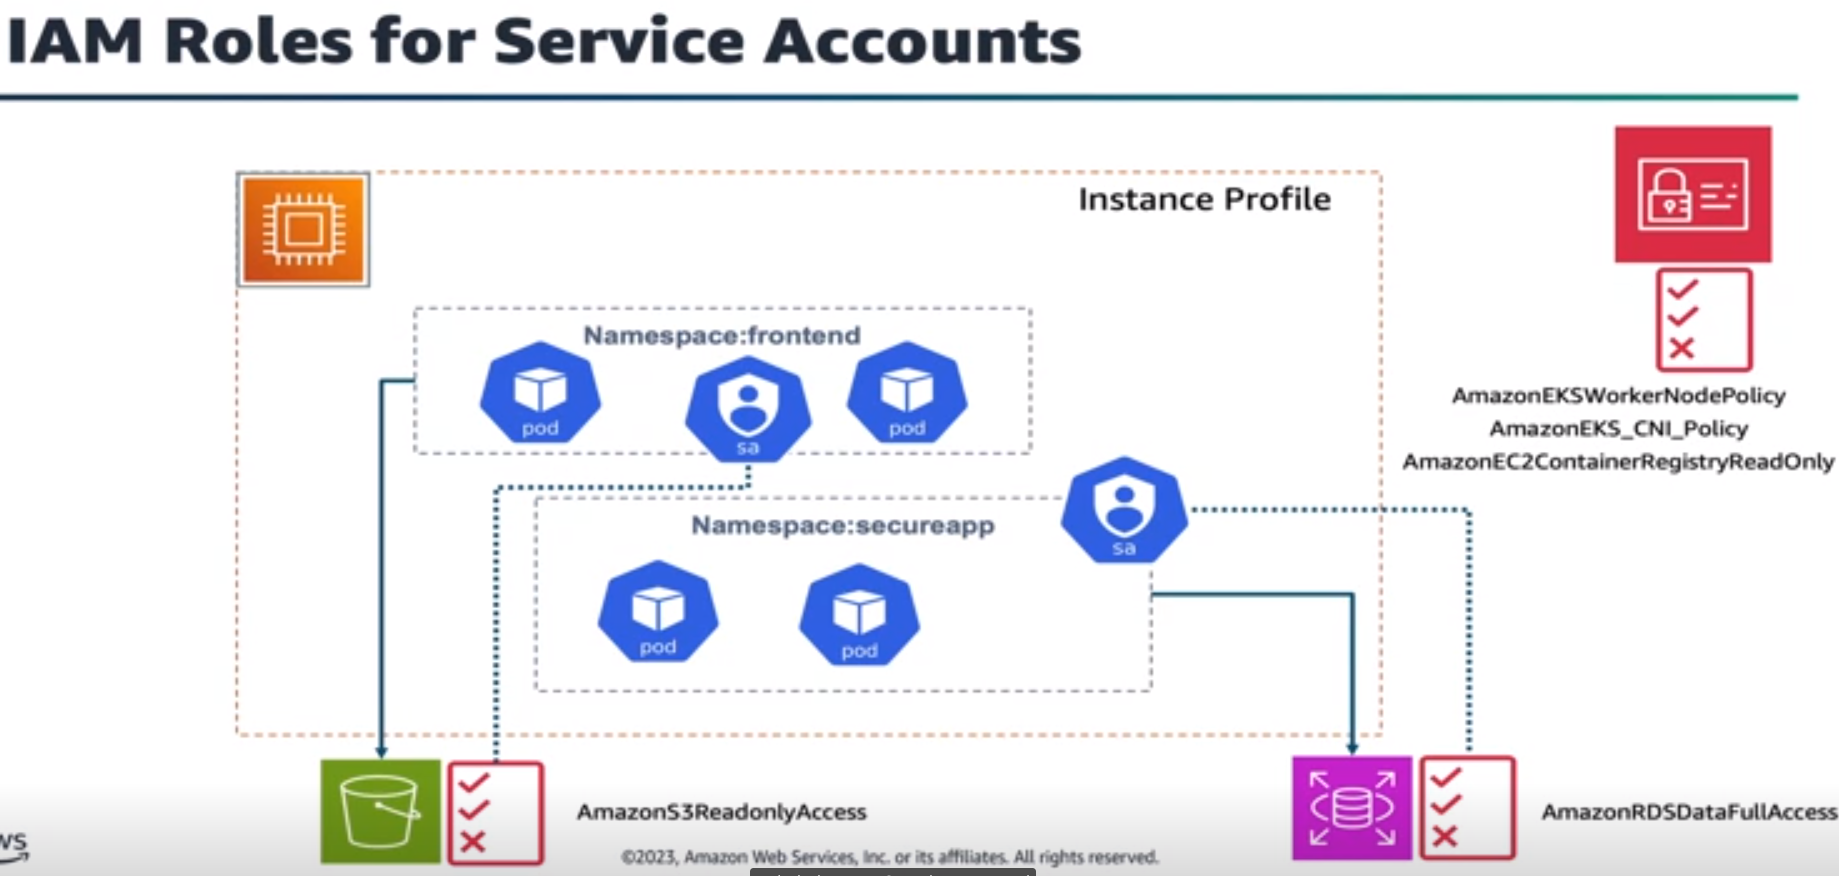 IAM Roles for Service Accounts
Instance Profile
Namespace:frontend
pod
sa
pod
AmazonEKSWorkerNodePolicy
AmazonEKS_CNI_Policy
AmazonEC2ContainerRegistryReadOnly
Namespace:secureapp
sa
pod
pod
AmazonS3ReadonlyAccess
AmazonRDSDataFullAccess
©2023, Amazon Web Services, Inc. or its affiliates. All rights reserved.